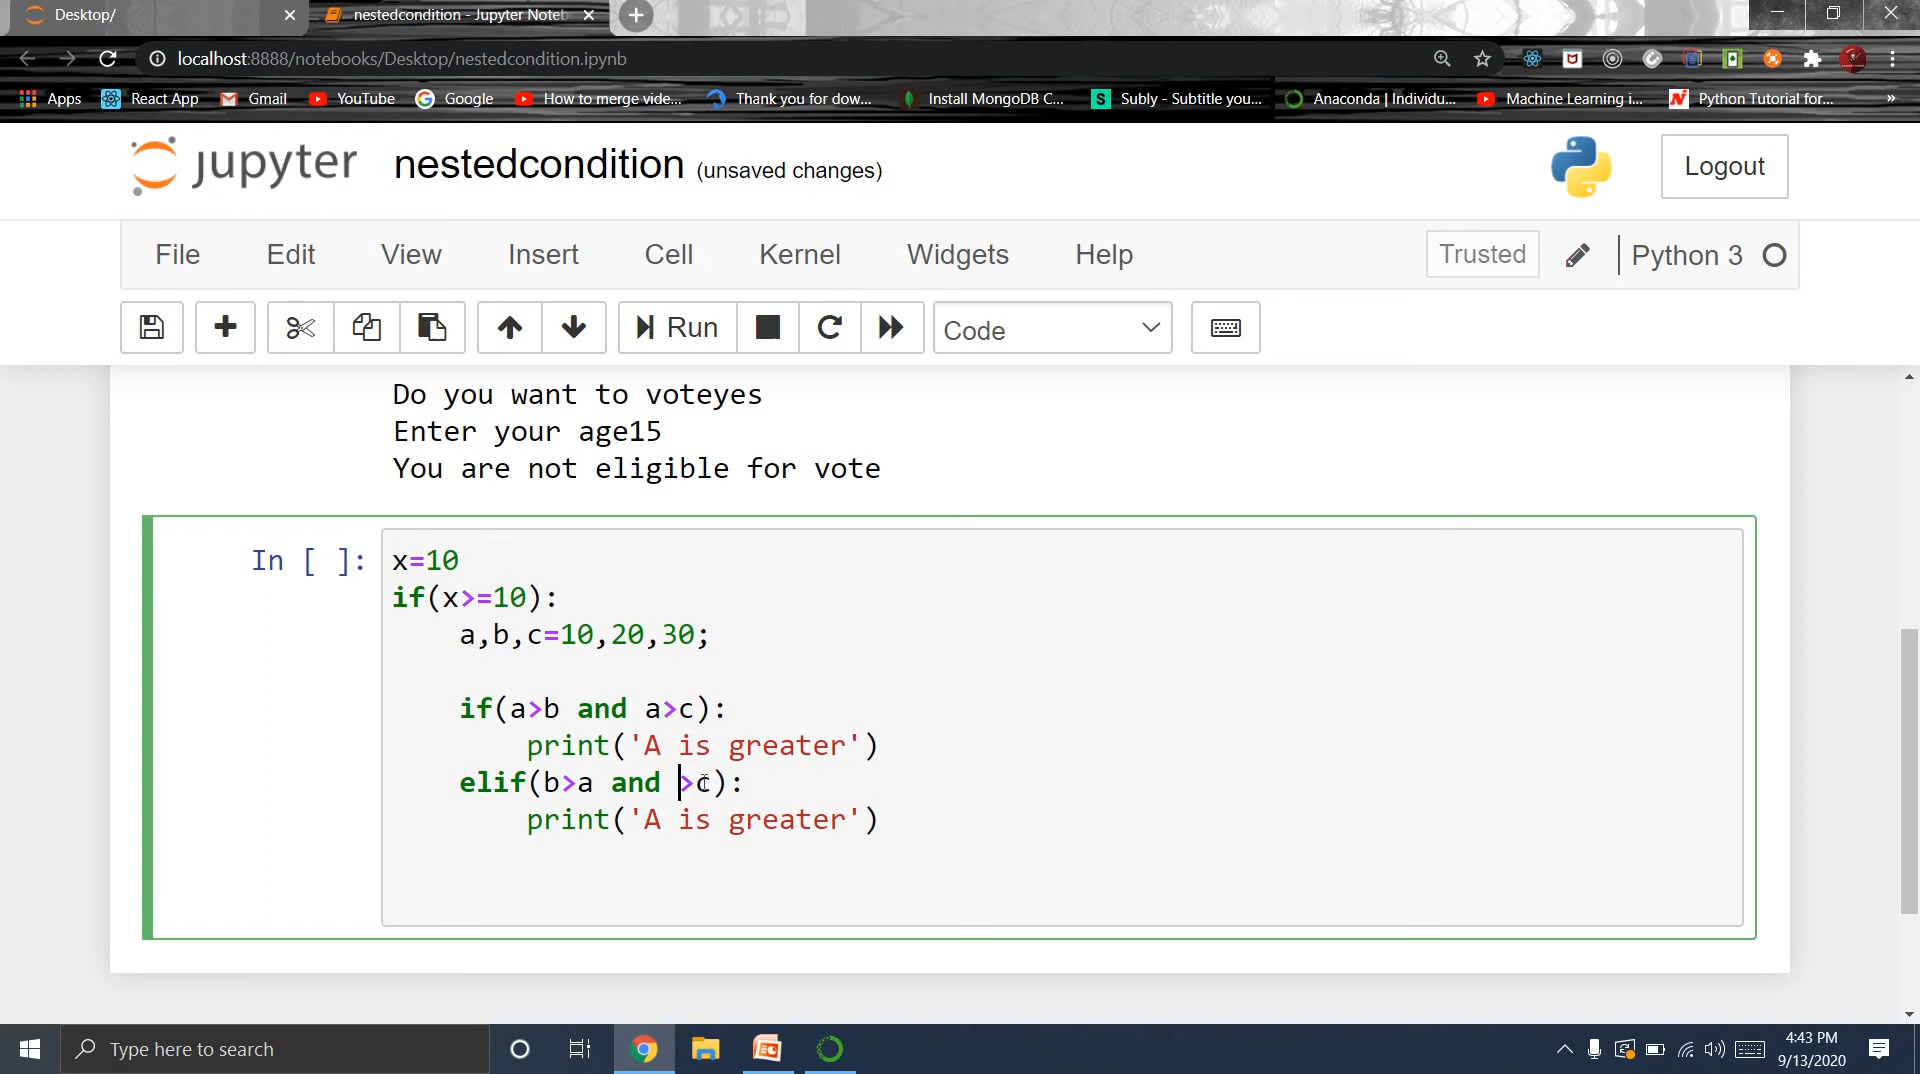 Desktop/
nestedcondition - Jupyter Noteb
localhost:8888/notebooks/Desktop/nestedcondition.ipynb
Apps React App Gmail YouTube Google How to merge vide... Thank you for dow... Install MongoDB C... Subly - Subtitle you... Anaconda | Individu... Machine Learning i... Python Tutorial for... »
jupyter nestedcondition (unsaved changes) Logout
File Edit View Insert Cell Kernel Widgets Help Trusted Python 3
Run Code
Do you want to voteyes
Enter your age15
You are not eligible for vote
In [ ]: x=10
if(x>=10):
a,b,c=10,20,30;
if(a>b and a>c):
print('A is greater')
elif(b>a and >c):
print('A is greater')
Type here to search
4:43 PM
9/13/2020